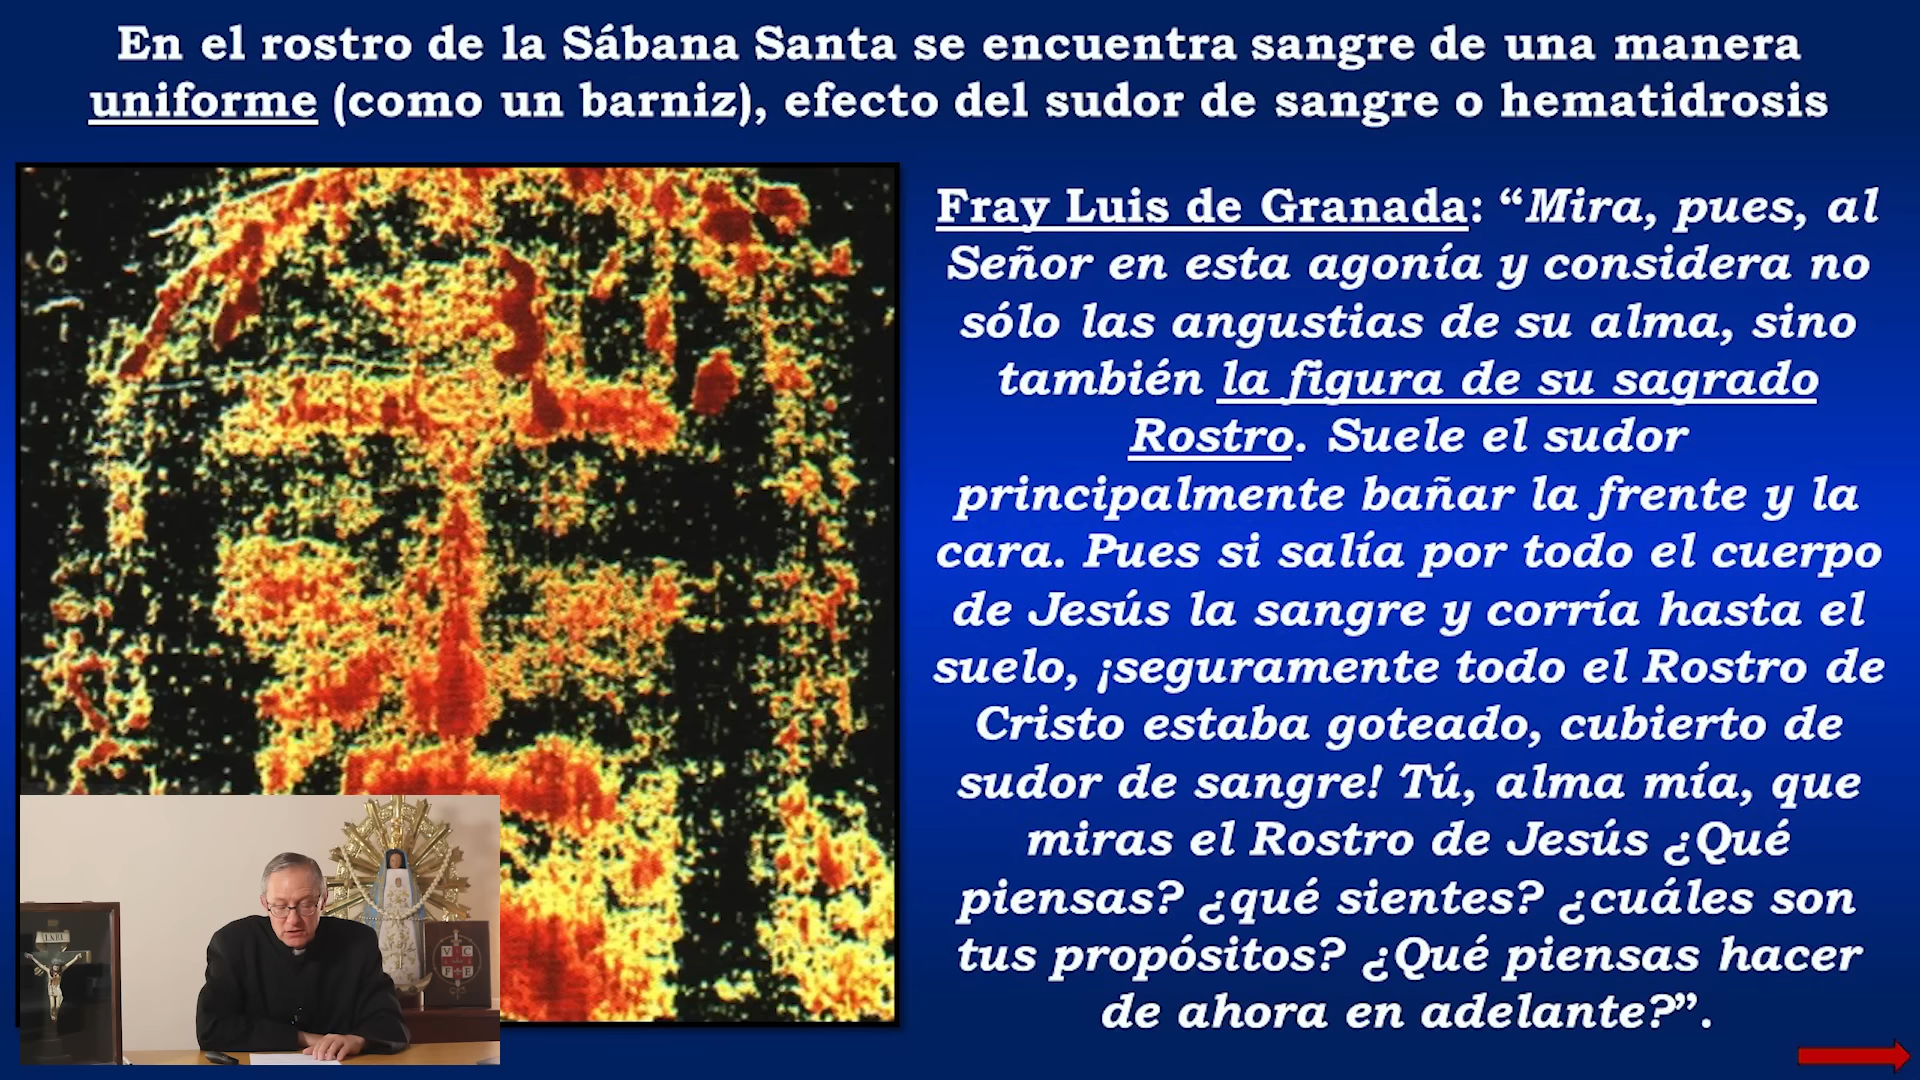 En el rostro de la Sábana Santa se encuentra sangre de una manera
uniforme (como un barniz), efecto del sudor de sangre o hematidrosis
Fray Luis de Granada: “Mira, pues, al
Señor en esta agonía y considera no
sólo las angustias de su alma, sino
también la figura de su sagrado
Rostro. Suele el sudor
principalmente bañar la frente y la
cara. Pues si salía por todo el cuerpo
de Jesús la sangre y corría hasta el
suelo, ¡seguramente todo el Rostro de
Cristo estaba goteado, cubierto de
sudor de sangre! Tú, alma mía, que
miras el Rostro de Jesús ¿Qué
piensas? ¿qué sientes? ¿cuáles son
tus propósitos? ¿Qué piensas hacer
de ahora en adelante?”.
INRI
V C
F E